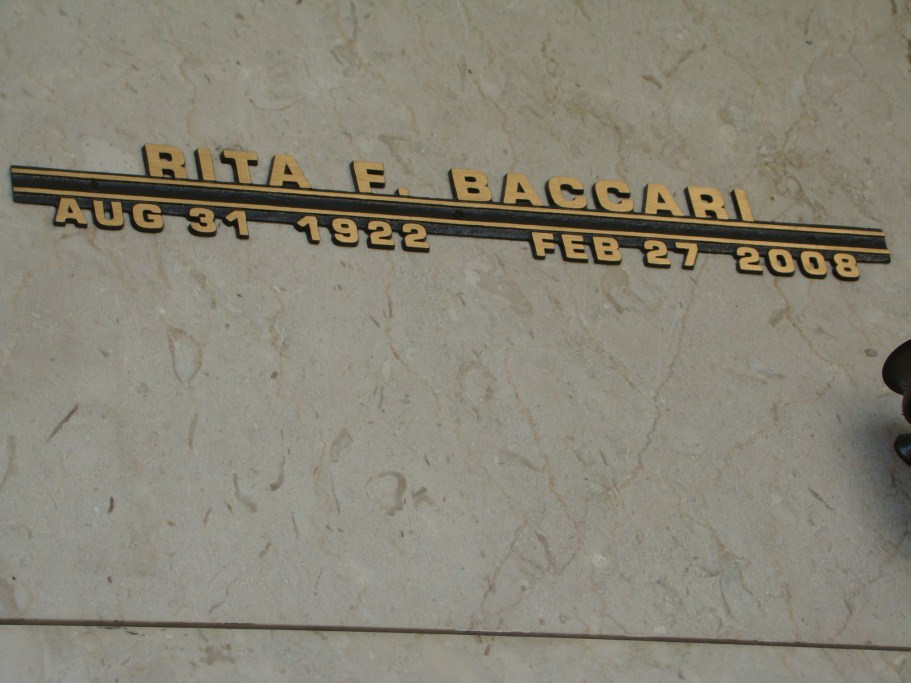 RITA F. BACCARI
AUG 31 1922 FEB 27 2008